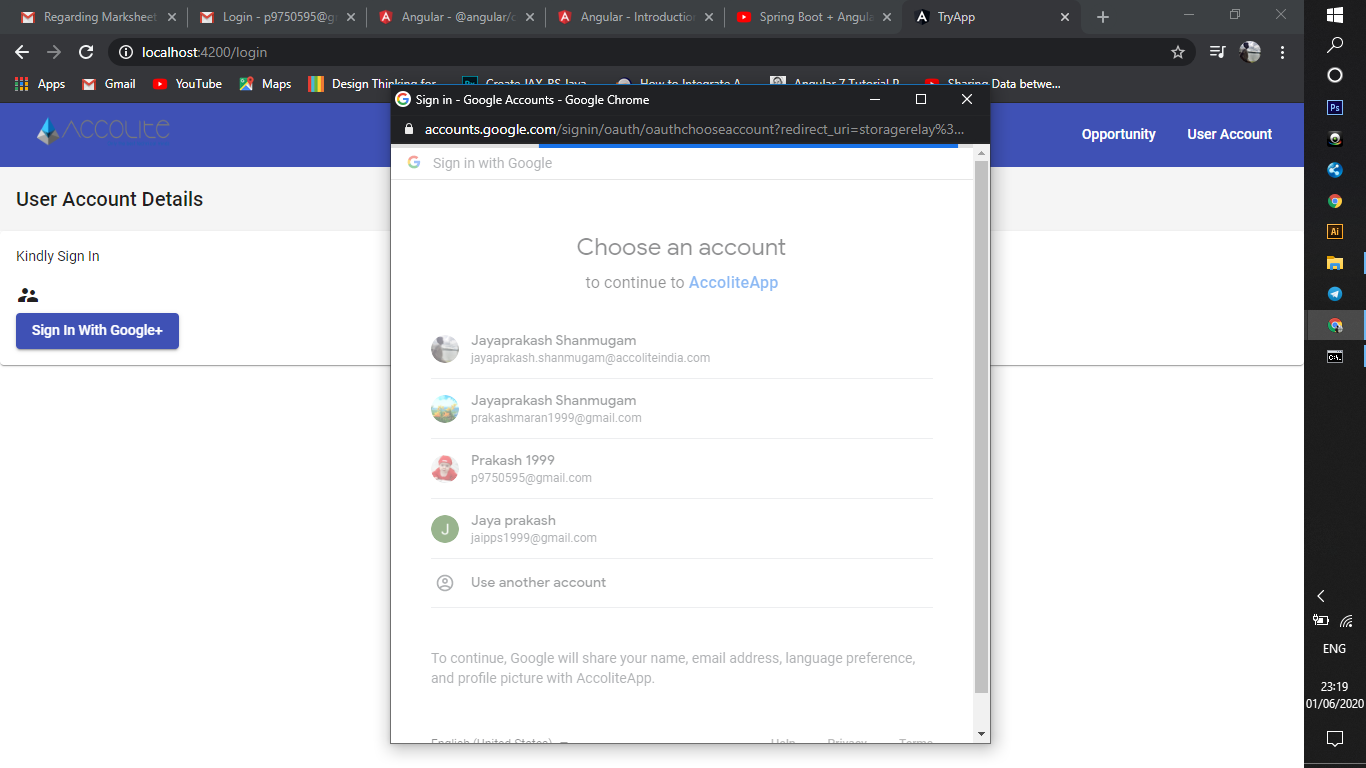 Regarding Marksheet
Login - p9750595@g
Angular - @angular/c
Angular - Introduction
Spring Boot + Angula
TryApp
localhost:4200/login
Apps
Gmail
YouTube
Maps
Design Thinking for
Create JAX-RS Java
How to Integrate A
Angular 7 Tutorial P
Sharing Data betwe...
Sign in - Google Accounts - Google Chrome
accounts.google.com/signin/oauth/oauthchooseaccount?redirect_uri=storagerelay%3...
ACCOLITE
Opportunity
User Account
User Account Details
Kindly Sign In
Sign In With Google+
Sign in with Google
Choose an account
to continue to AccoliteApp
Jayaprakash Shanmugam
jayaprakash.shanmugam@accoliteindia.com
Jayaprakash Shanmugam
prakashmaran1999@gmail.com
Prakash 1999
p9750595@gmail.com
J
Jaya prakash
jaipps1999@gmail.com
Use another account
To continue, Google will share your name, email address, language preference,
and profile picture with AccoliteApp.
English (United States)
Help
Privacy
Terms
Ps
Ai
ENG
23:19
01/06/2020